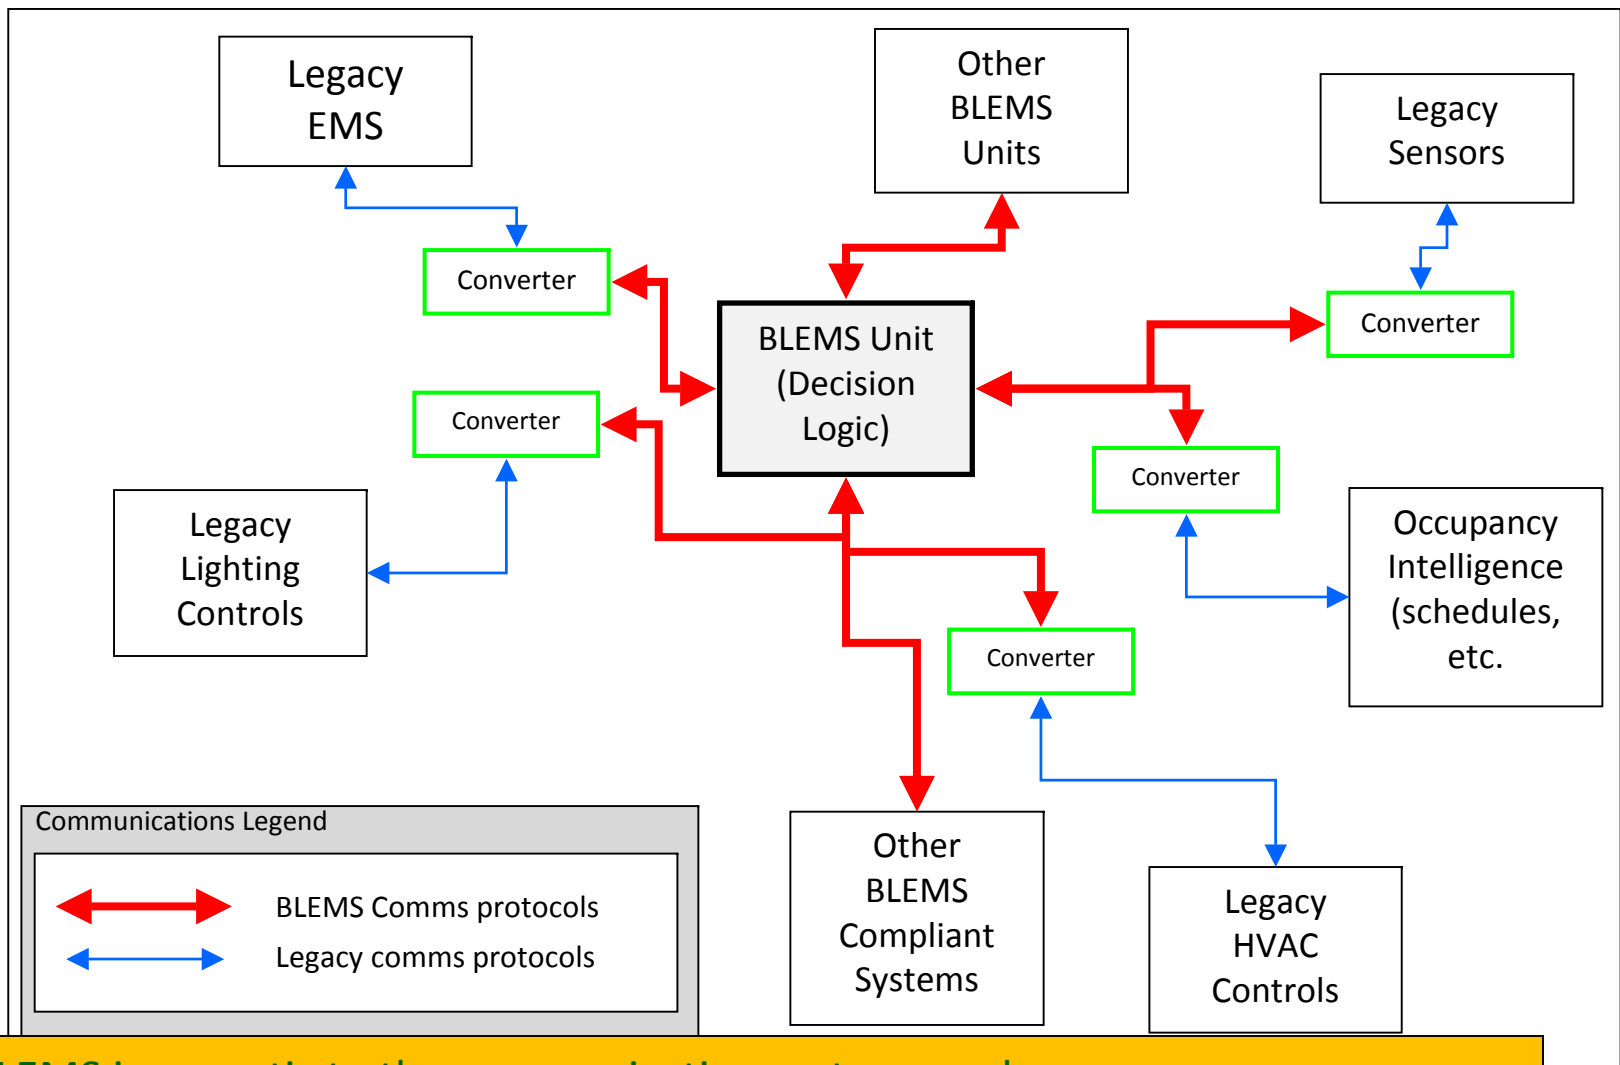 Legacy
EMS
Other
BLEMS
Units
Legacy
Sensors
Converter
Converter
BLEMS Unit
(Decision
Logic)
Converter
Converter
Converter
Legacy
Lighting
Controls
Occupancy
Intelligence
(schedules,
etc.
Converter
Communications Legend
BLEMS Comms protocols
Legacy comms protocols
Other
BLEMS
Compliant
Systems
Legacy
HVAC
Controls